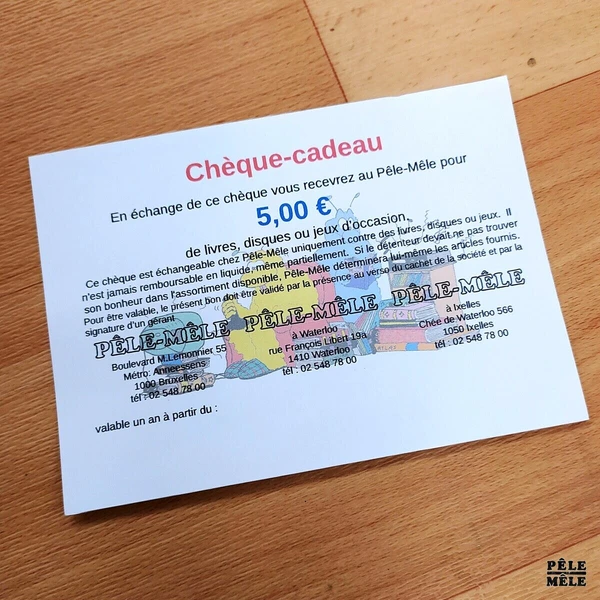 Chèque-cadeau
En échange de ce chèque vous recevrez au Pêle-Mêle pour
5,00 €
de livres, disques ou jeux d'occasion.
Ce chèque est échangeable chez Pêle-Mêle uniquement contre des livres, disques ou jeux. Il
n'est jamais remboursable en liquide, même partiellement. Si le détenteur devait ne pas trouver
son bonheur dans l'assortiment disponible, Pêle-Mêle déterminera lui-même les articles fournis.
Pour être valable, le présent bon doit être validé par la présence au verso du cachet de la société et par la
signature d'un gérant.
PÊLE-MÊLE
Boulevard M.Lemonnier 55
Métro: Anneessens
1000 Bruxelles
tél : 02 548 78 00
PÊLE-MÊLE
à Waterloo
rue François Libert 19a
1410 Waterloo
tél : 02 548 78 00
PÊLE-MÊLE
à Ixelles
Chée de Waterloo 566
1050 Ixelles
tél : 02 548 78 00
valable un an à partir du :
PÊLE
MÊLE